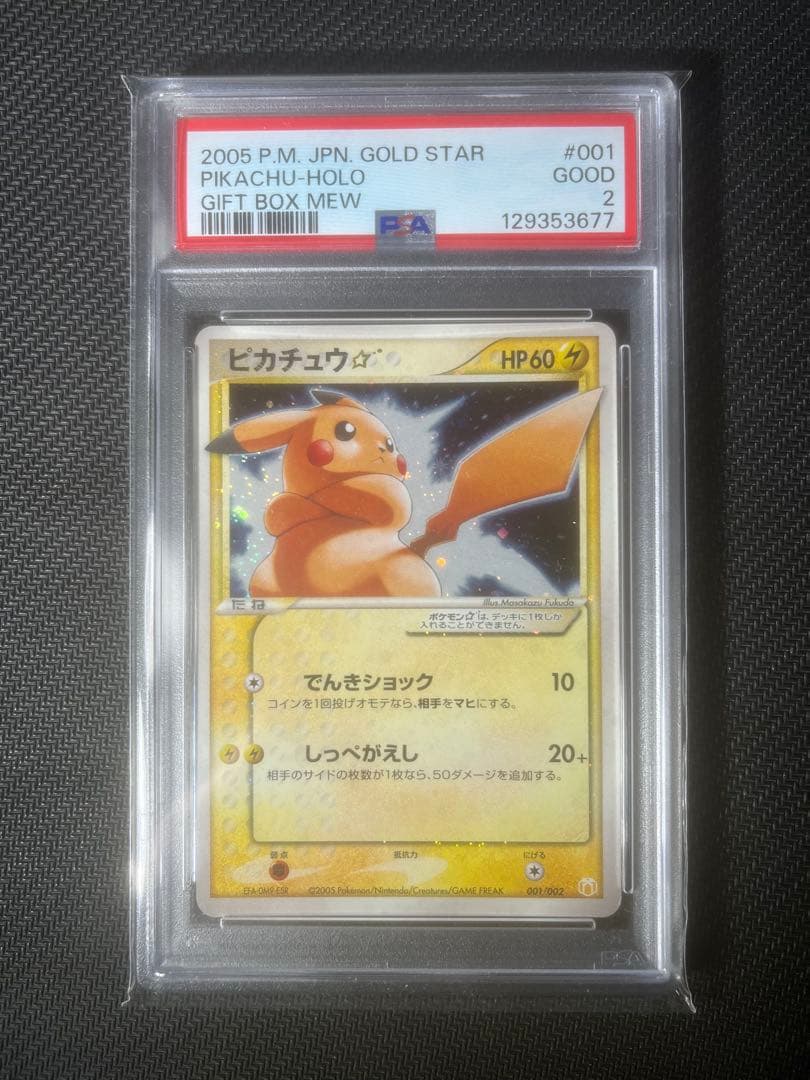 2005 P.M. JPN. GOLD STAR #001
PIKACHU-HOLO GOOD
GIFT BOX MEW 2
PSA 129353677
ピカチュウ☆ HP60
たね Illus. Masakazu Fukuda
ポケモン☆は、デッキに1枚しか
入れることができません。
でんきショック 10
コインを1回投げオモテなら、相手をマヒにする。
しっぺがえし 20+
相手のサイドの枚数が1枚なら、50ダメージを追加する。
弱点 抵抗力 にげる
EFA-0M9-ESR ©2005 Pokémon/Nintendo/Creatures/GAME FREAK 001/002
PSA